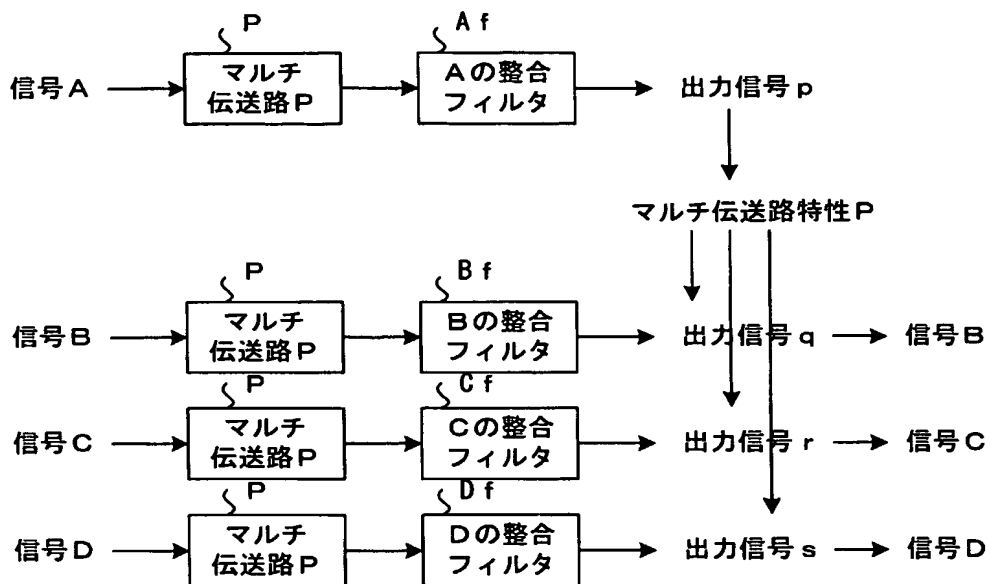 P
Af
信号A
マルチ
伝送路P
Aの整合
フィルタ
出力信号p
マルチ伝送路特性P
P
Bf
信号B
マルチ
伝送路P
Bの整合
フィルタ
出力信号q
信号B
P
Cf
信号C
マルチ
伝送路P
Cの整合
フィルタ
出力信号r
信号C
P
Df
信号D
マルチ
伝送路P
Dの整合
フィルタ
出力信号s
信号D